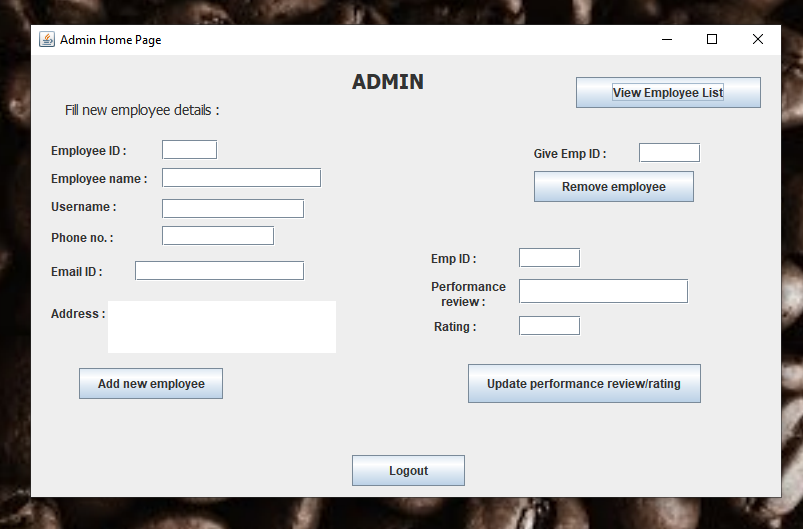 Admin Home Page
ADMIN
View Employee List
Fill new employee details :
Employee ID :
Give Emp ID :
Employee name :
Remove employee
Username :
Phone no. :
Emp ID :
Email ID :
Performance
review :
Address :
Rating :
Add new employee
Update performance review/rating
Logout